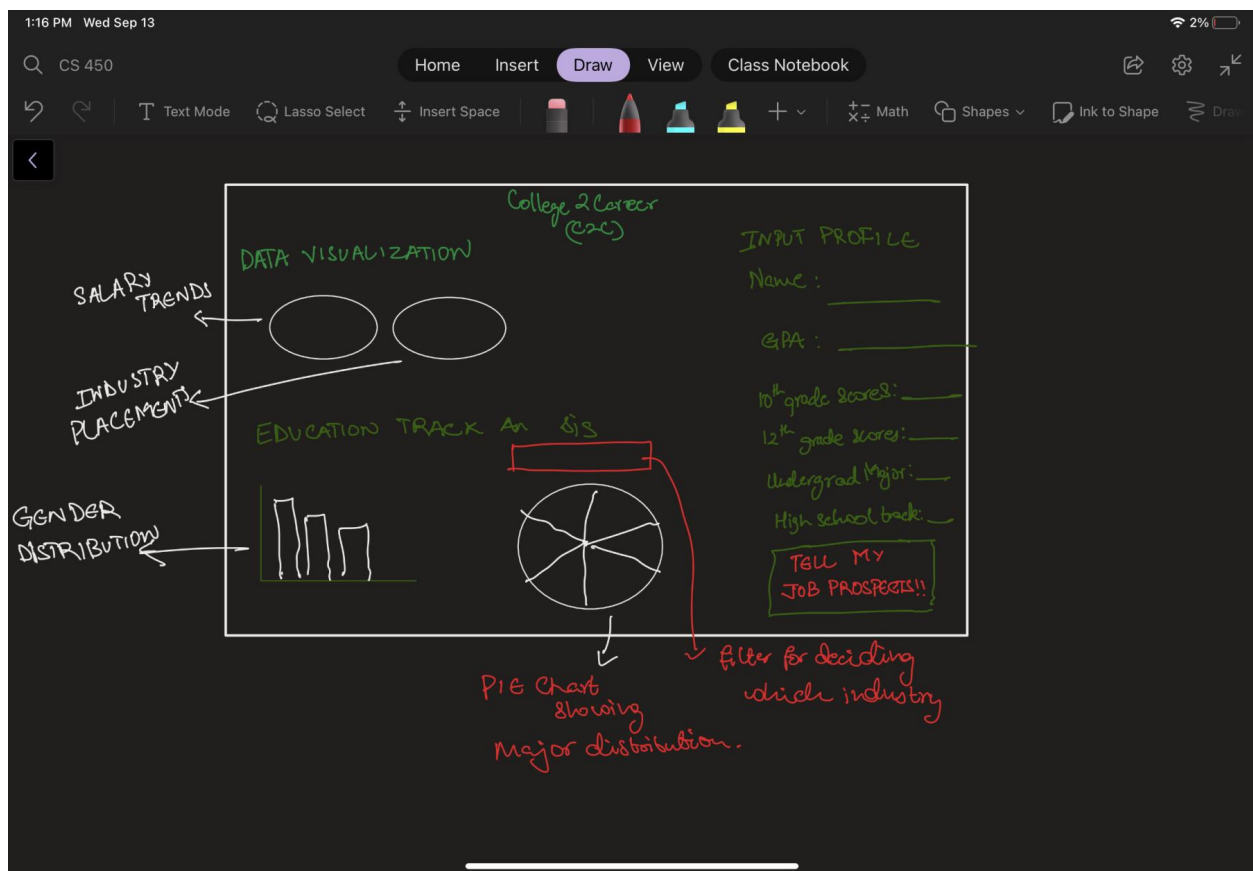 1:16 PM Wed Sep 13
2%
CS 450
Home Insert Draw View Class Notebook
Text Mode Lasso Select Insert Space Math Shapes Ink to Shape Draw
College 2 Career
(C2C)
DATA VISUALIZATION
INPUT PROFILE
Name :
SALARY
TRENDS
GPA :
INDUSTRY
PLACEMENTS
10th grade scores:
EDUCATION TRACK An sis
12th grade scores:
Undergrad Major:
High school track:
GENDER
DISTRIBUTION
TELL MY
JOB PROSPECTS!!
filter for deciding
which industry
PIE Chart
showing
Major distribution.